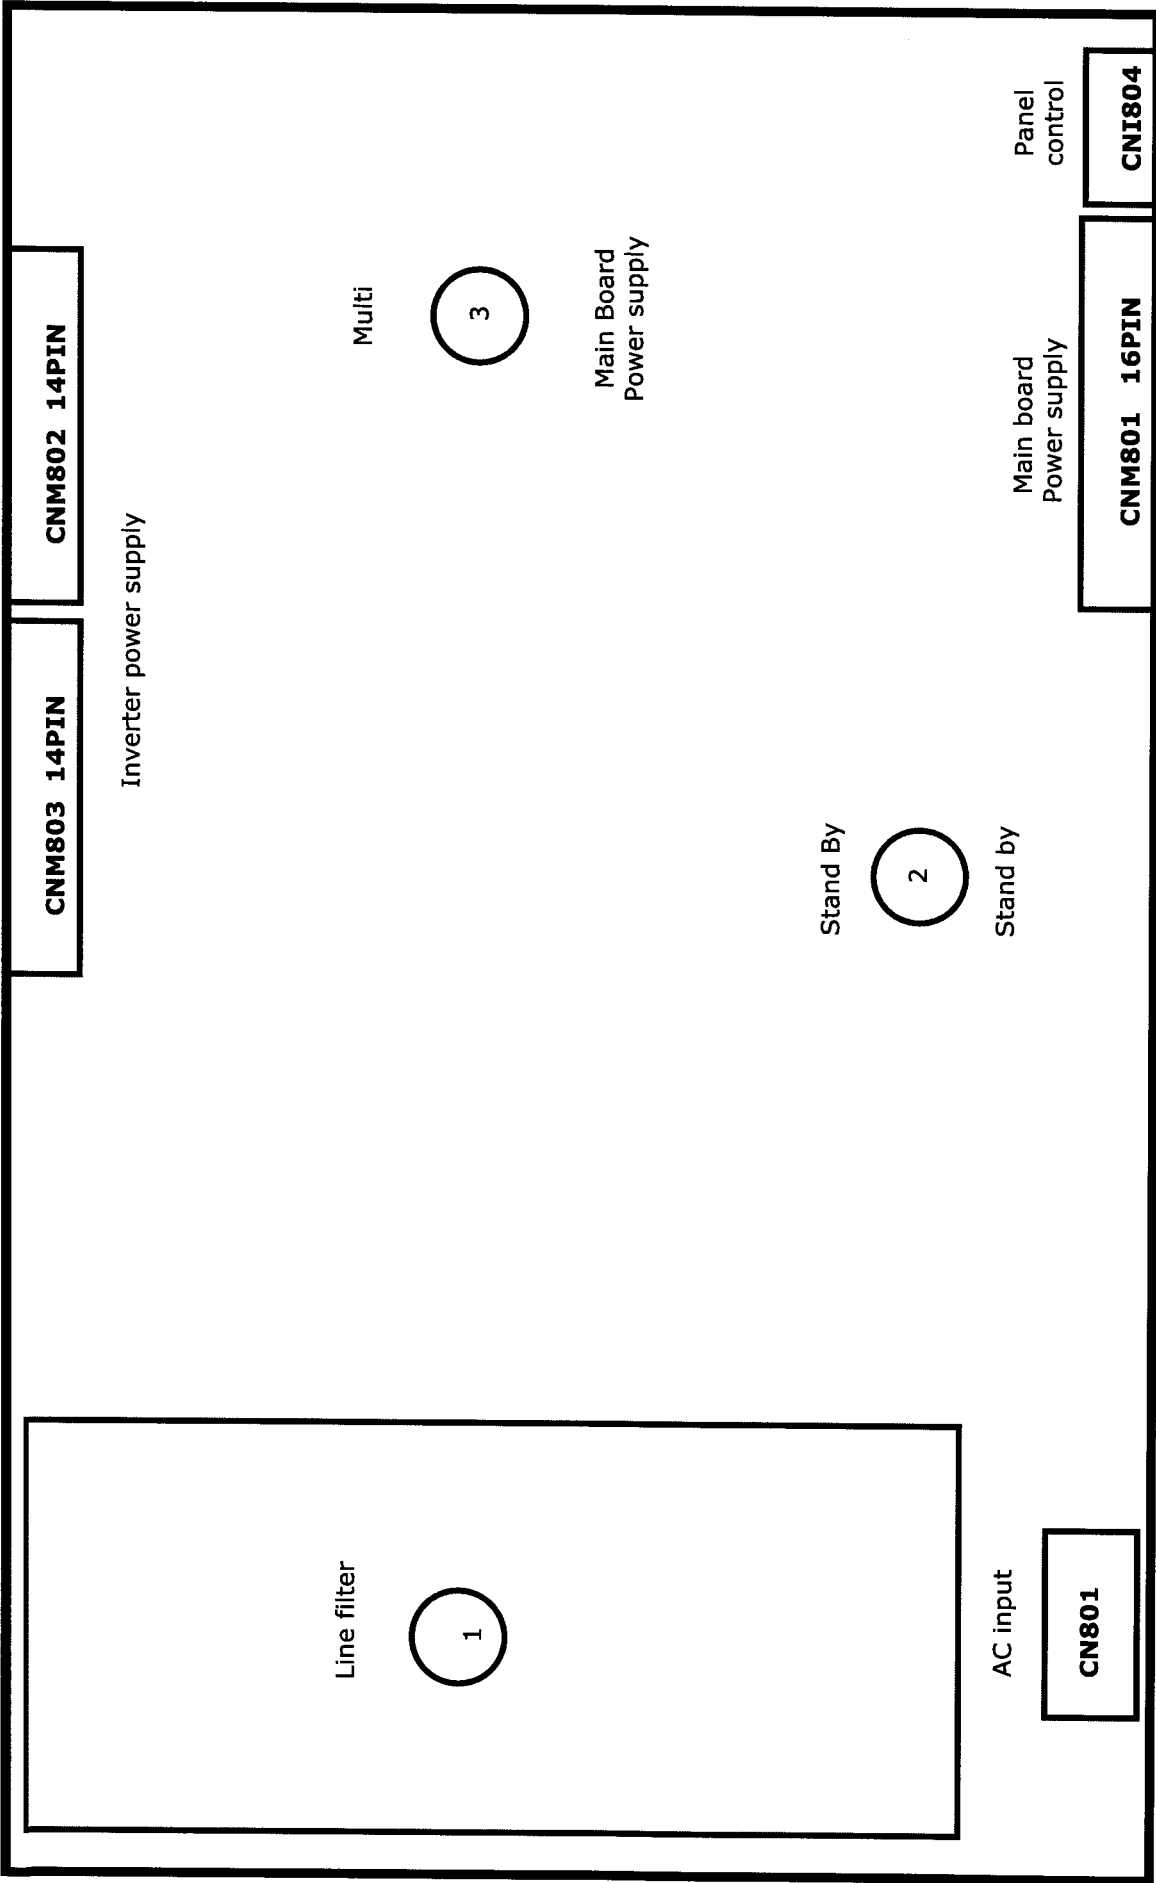 CNM803 14PIN
CNM802 14PIN
Inverter power supply
Line filter
1
Multi
3
Main Board
Power supply
Stand By
2
Stand by
AC input
CN801
Main board
Power supply
CNM801 16PIN
Panel
control
CNI804